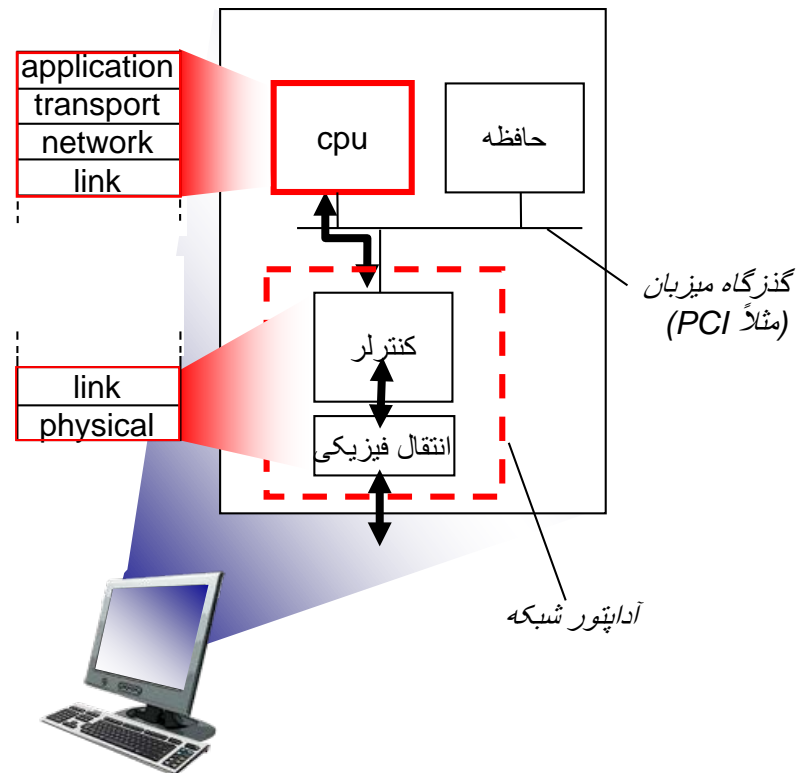 application
transport
network
link
cpu
حافظه
گذرگاه میزبان
(مثلاً PCI)
کنترلر
link
physical
انتقال فیزیکی
آداپتور شبکه